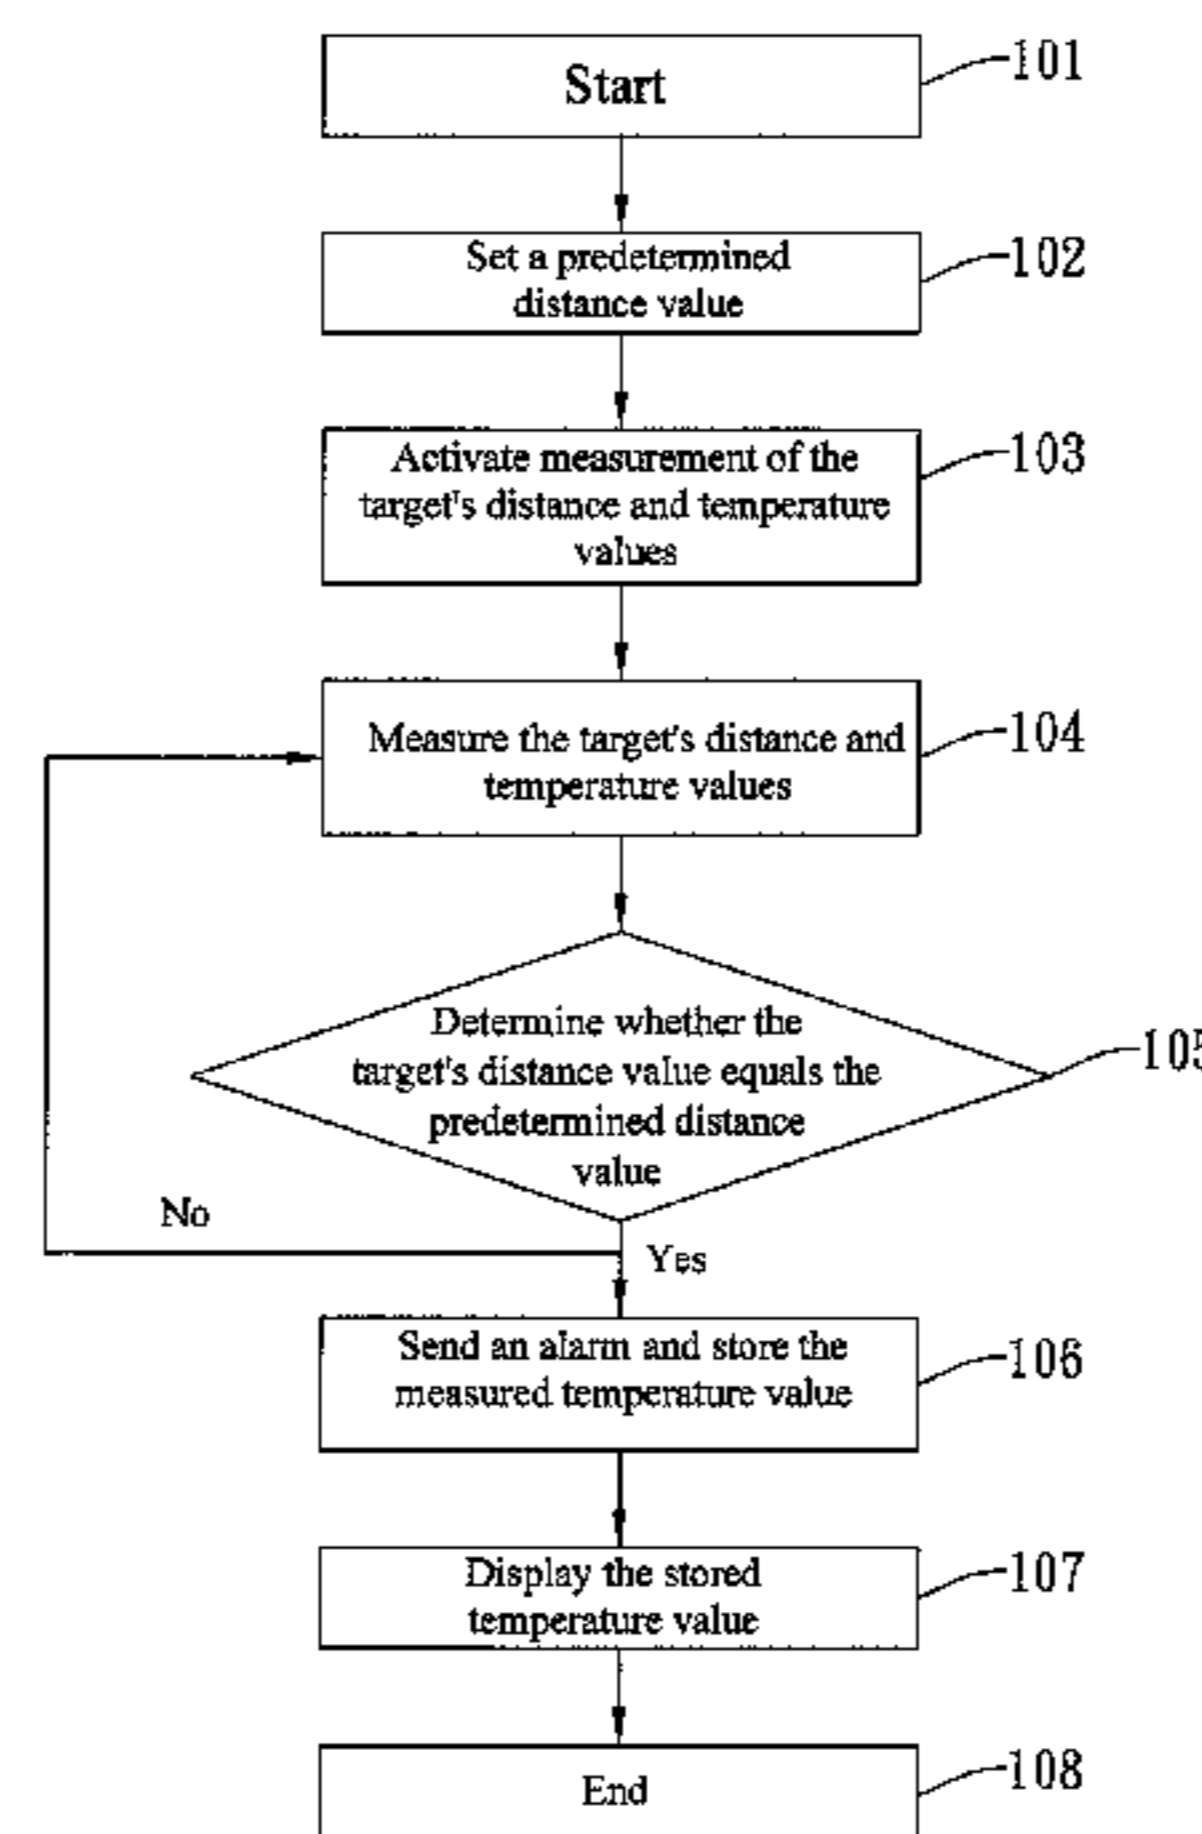 Start
101
Set a predetermined
distance value
102
Activate measurement of the
target's distance and temperature
values
103
Measure the target's distance and
temperature values
104
Determine whether the
target's distance value equals the
predetermined distance
value
105
No
Yes
Send an alarm and store the
measured temperature value
106
Display the stored
temperature value
107
End
108